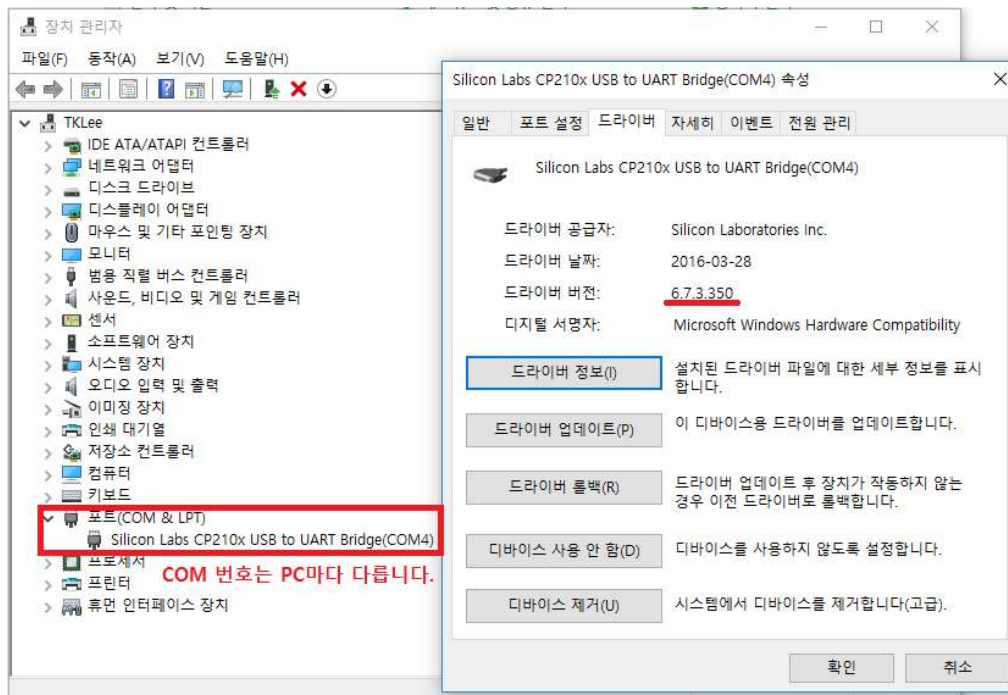 장치 관리자
파일(F) 동작(A) 보기(V) 도움말(H)
TKLee
IDE ATA/ATAPI 컨트롤러
네트워크 어댑터
디스크 드라이브
디스플레이 어댑터
마우스 및 기타 포인팅 장치
모니터
범용 직렬 버스 컨트롤러
사운드, 비디오 및 게임 컨트롤러
센서
소프트웨어 장치
시스템 장치
오디오 입력 및 출력
이미징 장치
인쇄 대기열
저장소 컨트롤러
컴퓨터
키보드
포트(COM & LPT)
Silicon Labs CP210x USB to UART Bridge(COM4)
프로세서
COM 번호는 PC마다 다릅니다.
프린터
휴먼 인터페이스 장치
Silicon Labs CP210x USB to UART Bridge(COM4) 속성
일반 포트 설정 드라이버 자세히 이벤트 전원 관리
Silicon Labs CP210x USB to UART Bridge(COM4)
드라이버 공급자: Silicon Laboratories Inc.
드라이버 날짜: 2016-03-28
드라이버 버전: 6.7.3.350
디지털 서명자: Microsoft Windows Hardware Compatibility
드라이버 정보(I) 설치된 드라이버 파일에 대한 세부 정보를 표시
합니다.
드라이버 업데이트(P) 이 디바이스용 드라이버를 업데이트합니다.
드라이버 롤백(R) 드라이버 업데이트 후 장치가 작동하지 않는
경우 이전 드라이버로 롤백합니다.
디바이스 사용 안 함(D) 디바이스를 사용하지 않도록 설정합니다.
디바이스 제거(U) 시스템에서 디바이스를 제거합니다(고급).
확인 취소